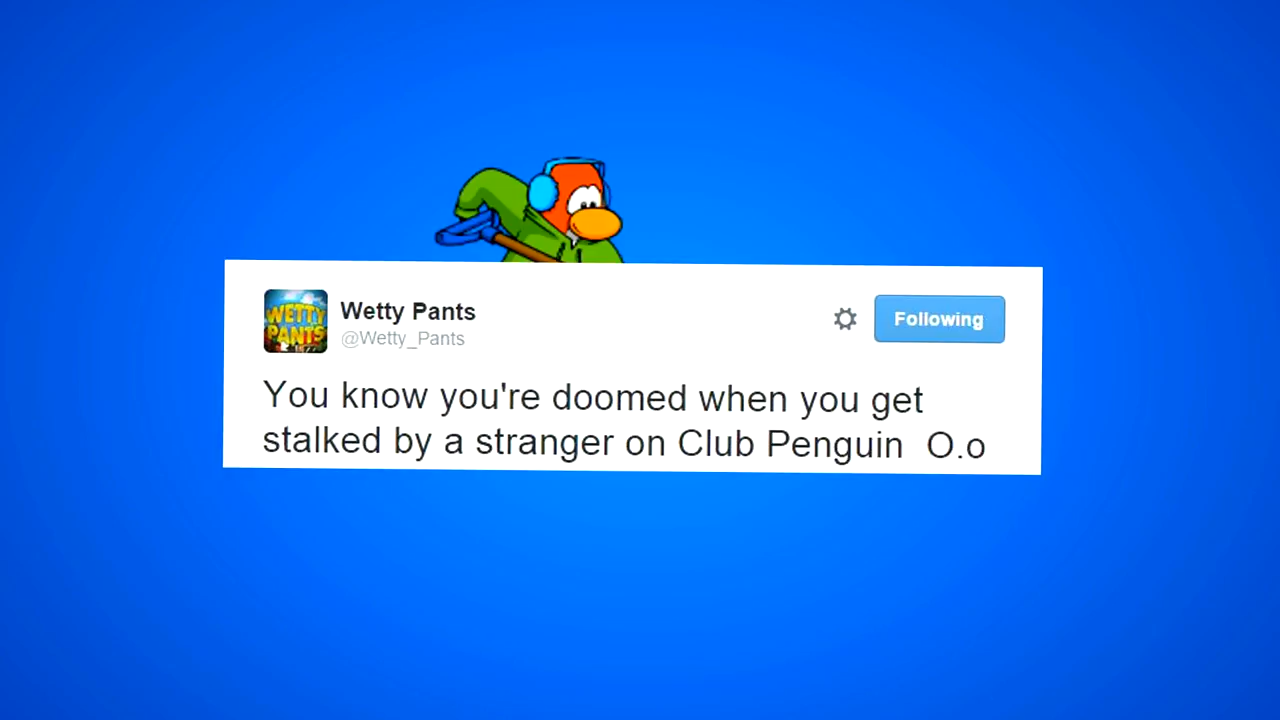 WETTY
PANTS
Wetty Pants
@Wetty_Pants
Following
You know you're doomed when you get
stalked by a stranger on Club Penguin O.o